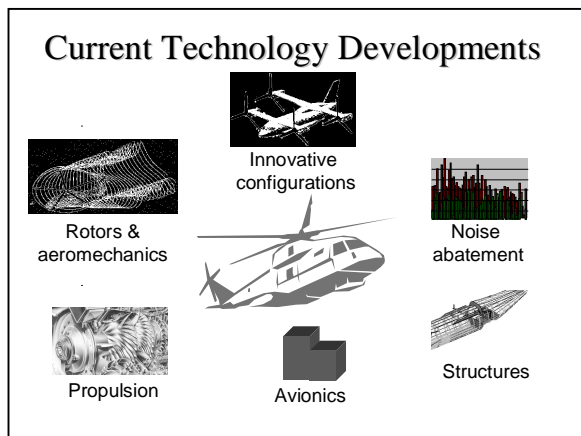 Current Technology Developments
Innovative
configurations
Rotors &
aeromechanics
Noise
abatement
Propulsion
Avionics
Structures